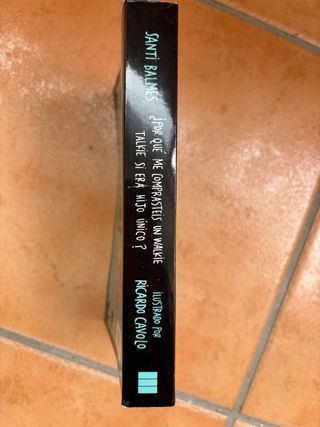 SANTI BALMES
¿POR QUÉ ME COMPRASTEIS UN WALKIE
TALKIE SI ERA HIJO ÚNICO?
ILUSTRADO POR
RICARDO CAVOLO